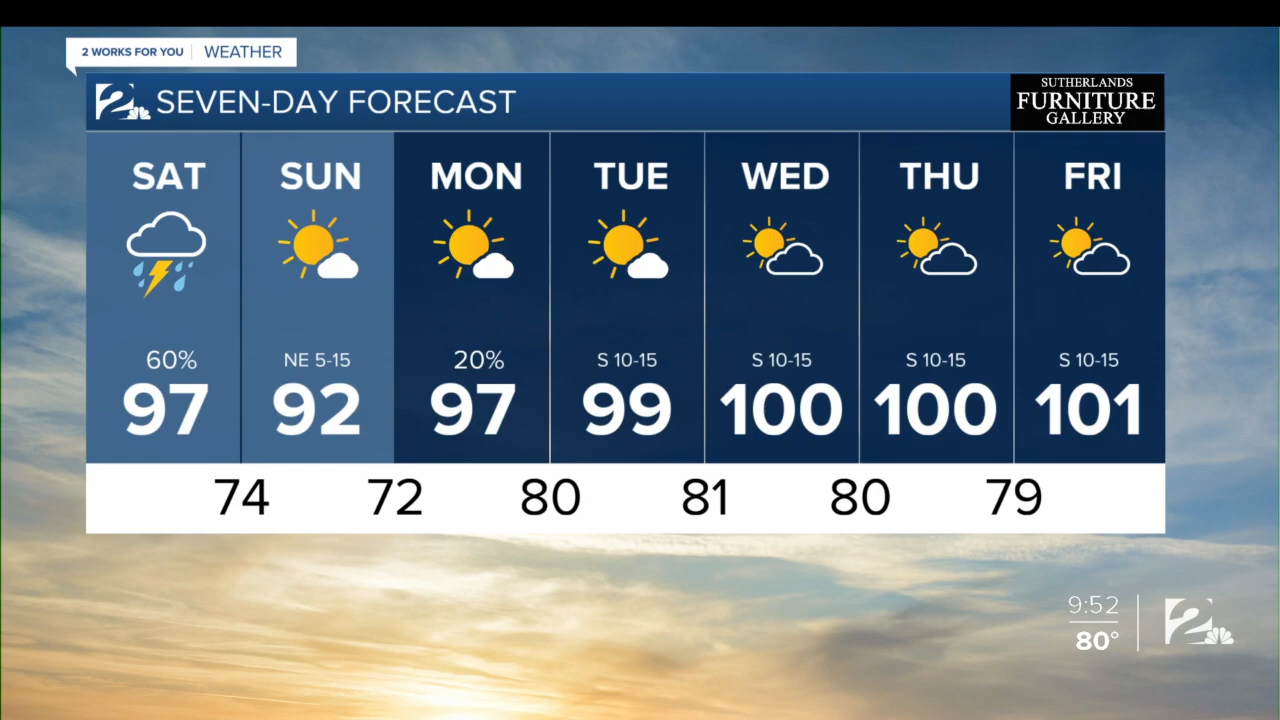 2 WORKS FOR YOU | WEATHER
2 SEVEN-DAY FORECAST
SUTHERLANDS
FURNITURE
GALLERY
SAT SUN MON TUE WED THU FRI
60% NE 5-15 20% S 10-15 S 10-15 S 10-15 S 10-15
97 92 97 99 100 100 101
74 72 80 81 80 79
9:52
80°
2